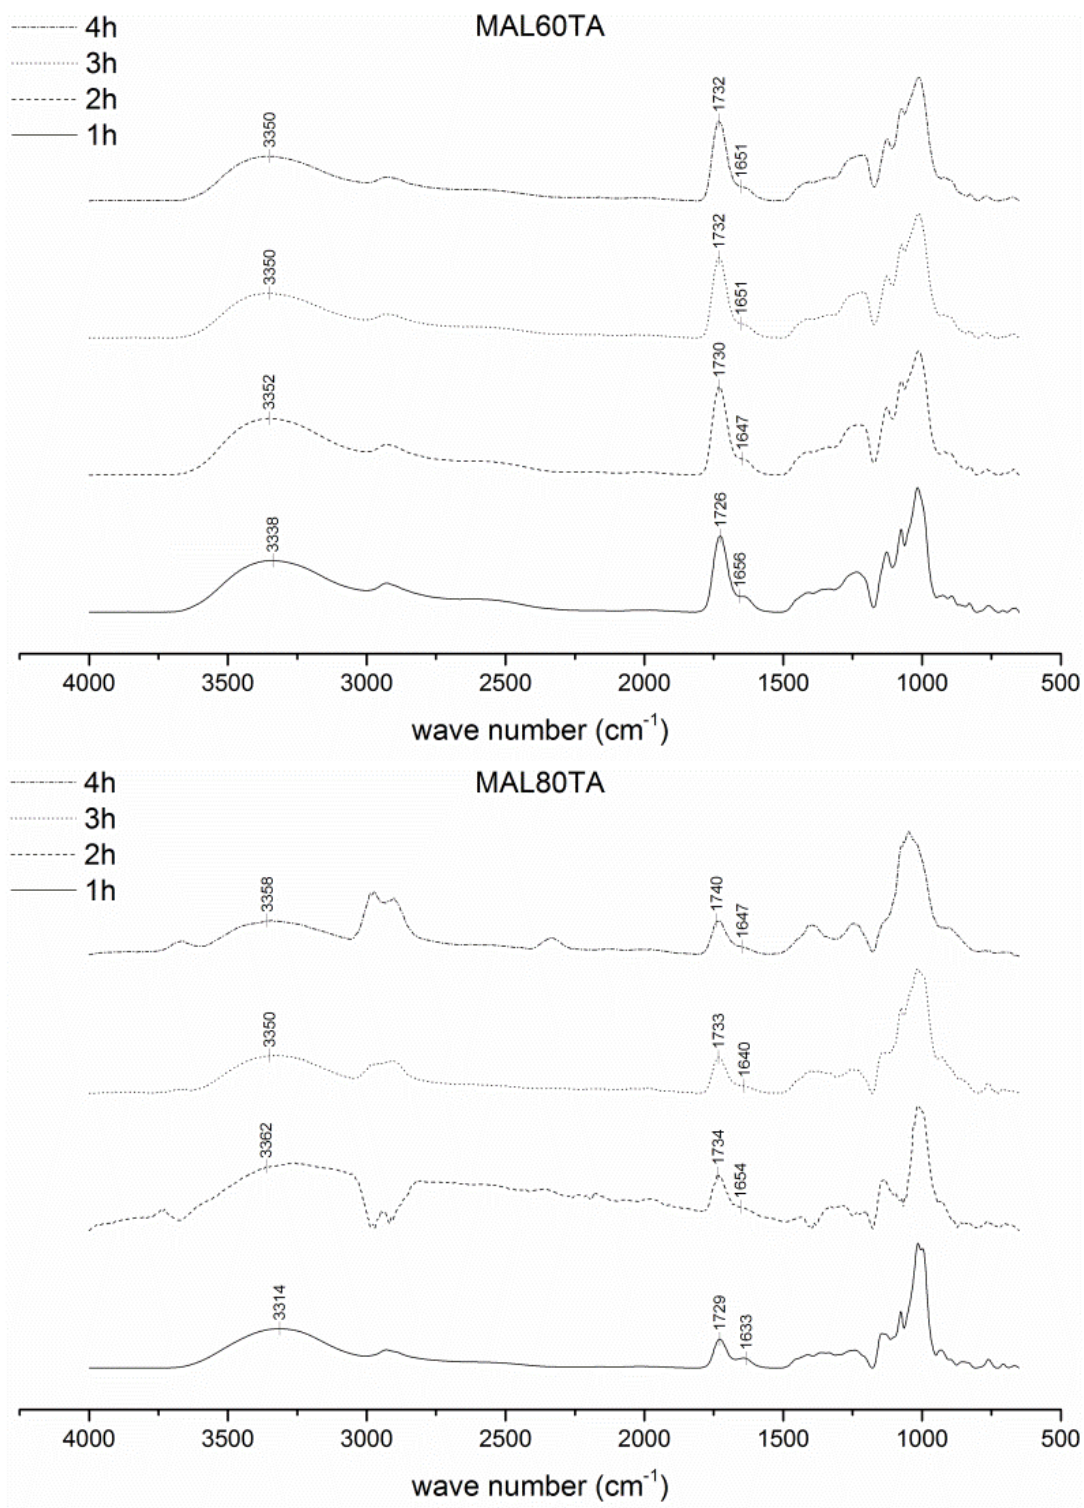 MAL60TA
4h
3h
2h
1h
3350
1732
1651
3350
1732
1651
3352
1730
1647
3338
1726
1656
4000 3500 3000 2500 2000 1500 1000 500
wave number (cm⁻¹)
MAL80TA
4h
3h
2h
1h
3358
1740
1647
3350
1733
1640
3362
1734
1654
3314
1729
1633
4000 3500 3000 2500 2000 1500 1000 500
wave number (cm⁻¹)